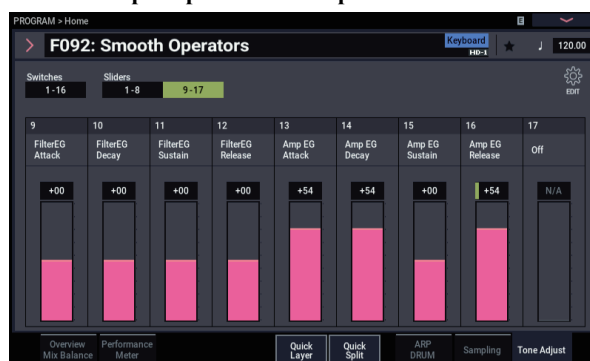 PROGRAM > Home
E
F092: Smooth Operators
Keyboard
HD-1
♩ 120.00
Switches
Sliders
1-16
1-8
9-17
EDIT
9 10 11 12 13 14 15 16 17
FilterEG Attack
FilterEG Decay
FilterEG Sustain
FilterEG Release
Amp EG Attack
Amp EG Decay
Amp EG Sustain
Amp EG Release
Off
+00 +00 +00 +00 +54 +54 +00 +54 N/A
Overview Mix Balance
Performance Meter
Quick Layer
Quick Split
ARP DRUM
Sampling
Tone Adjust